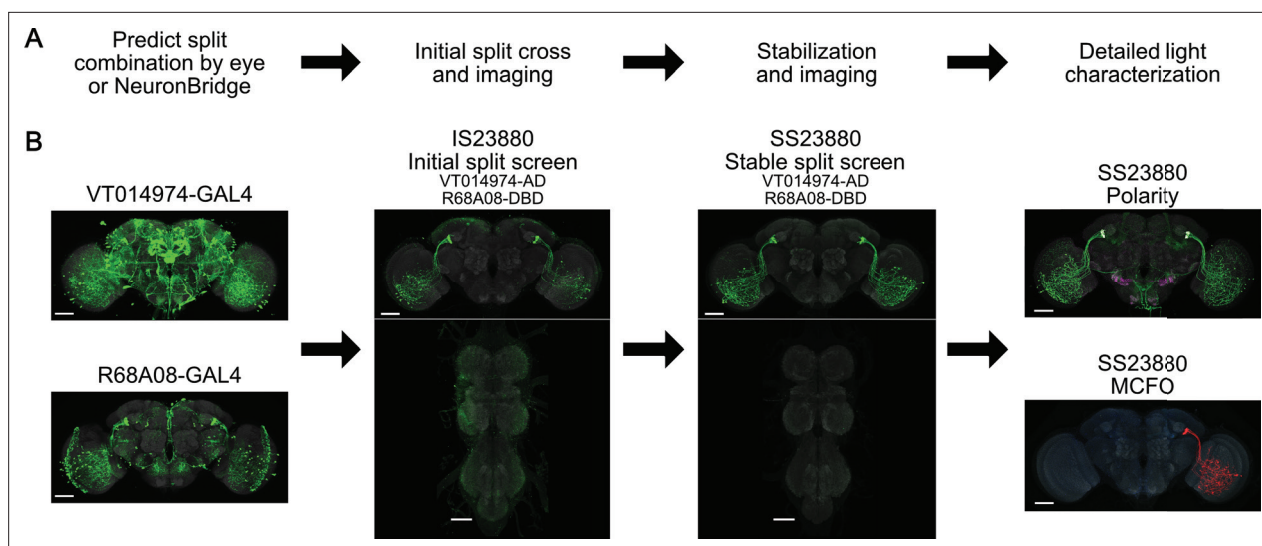 A
Predict split
combination by eye
or NeuronBridge
Initial split cross
and imaging
Stabilization
and imaging
Detailed light
characterization
B
VT014974-GAL4
R68A08-GAL4
IS23880
Initial split screen
VT014974-AD
R68A08-DBD
SS23880
Stable split screen
VT014974-AD
R68A08-DBD
SS23880
Polarity
SS23880
MCFO